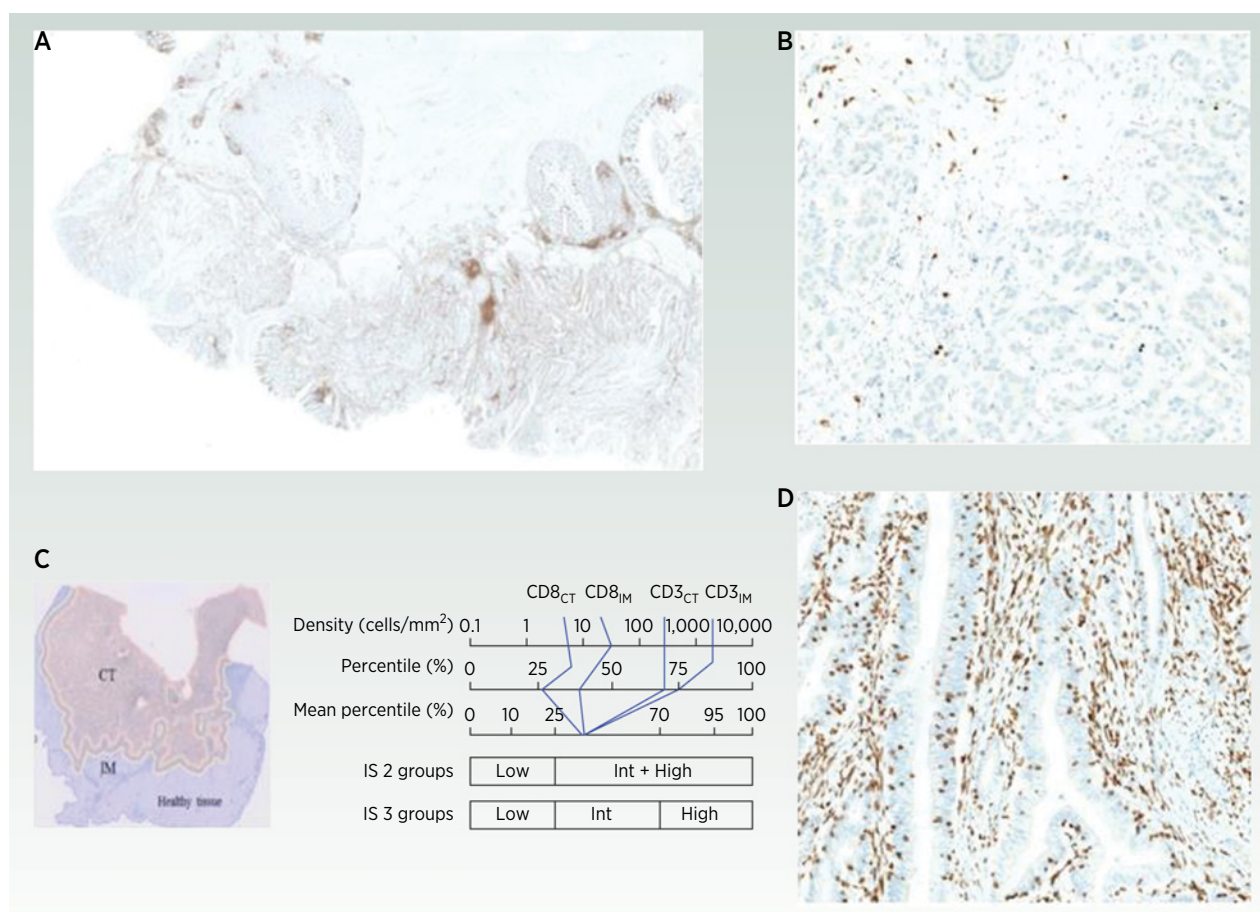 A
B
C
CT
IM
Healthy tissue
CD8CT CD8IM CD3CT CD3IM
Density (cells/mm2) 0.1 1 10 100 1,000 10,000
Percentile (%) 0 25 50 75 100
Mean percentile (%) 0 10 25 70 95 100
IS 2 groups Low Int + High
IS 3 groups Low Int High
D